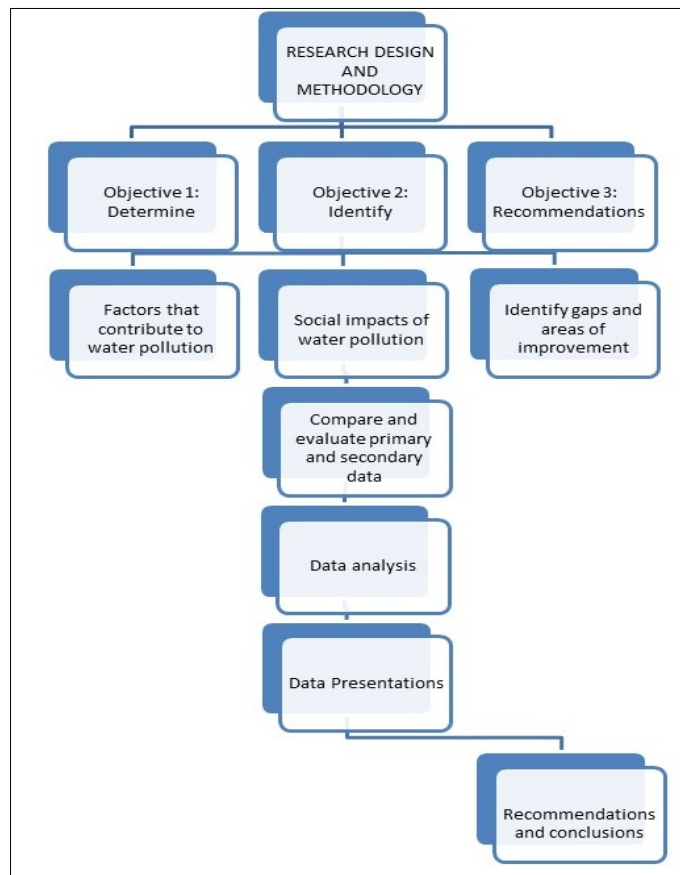 RESEARCH DESIGN
AND
METHODOLOGY
Objective 1:
Determine
Objective 2:
Identify
Objective 3:
Recommendations
Factors that
contribute to
water pollution
Social impacts of
water pollution
Identify gaps and
areas of
improvement
Compare and
evaluate primary
and secondary
data
Data analysis
Data Presentations
Recommendations
and conclusions